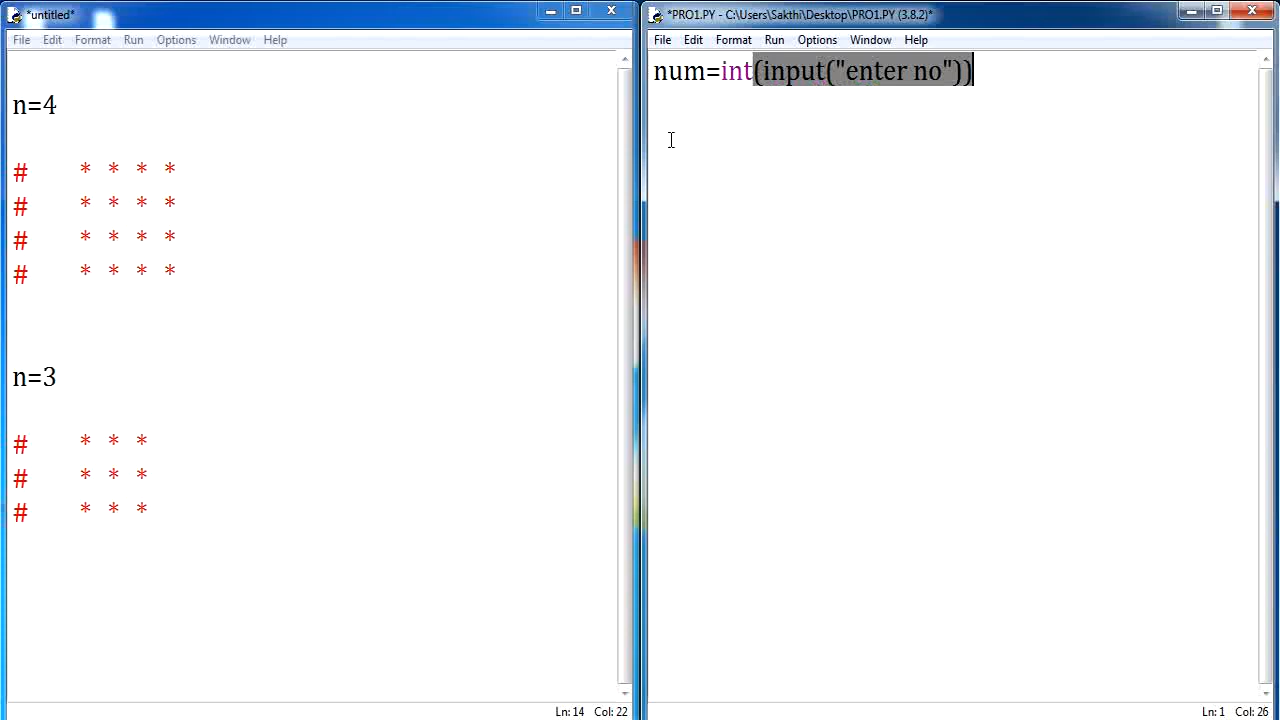 *untitled*
File Edit Format Run Options Window Help
n=4
# * * * *
# * * * *
# * * * *
# * * * *
n=3
# * * *
# * * *
# * * *
Ln: 14 Col: 22
*PRO1.PY - C:\Users\Sakthi\Desktop\PRO1.PY (3.8.2)*
File Edit Format Run Options Window Help
num=int(input("enter no"))
Ln: 1 Col: 26